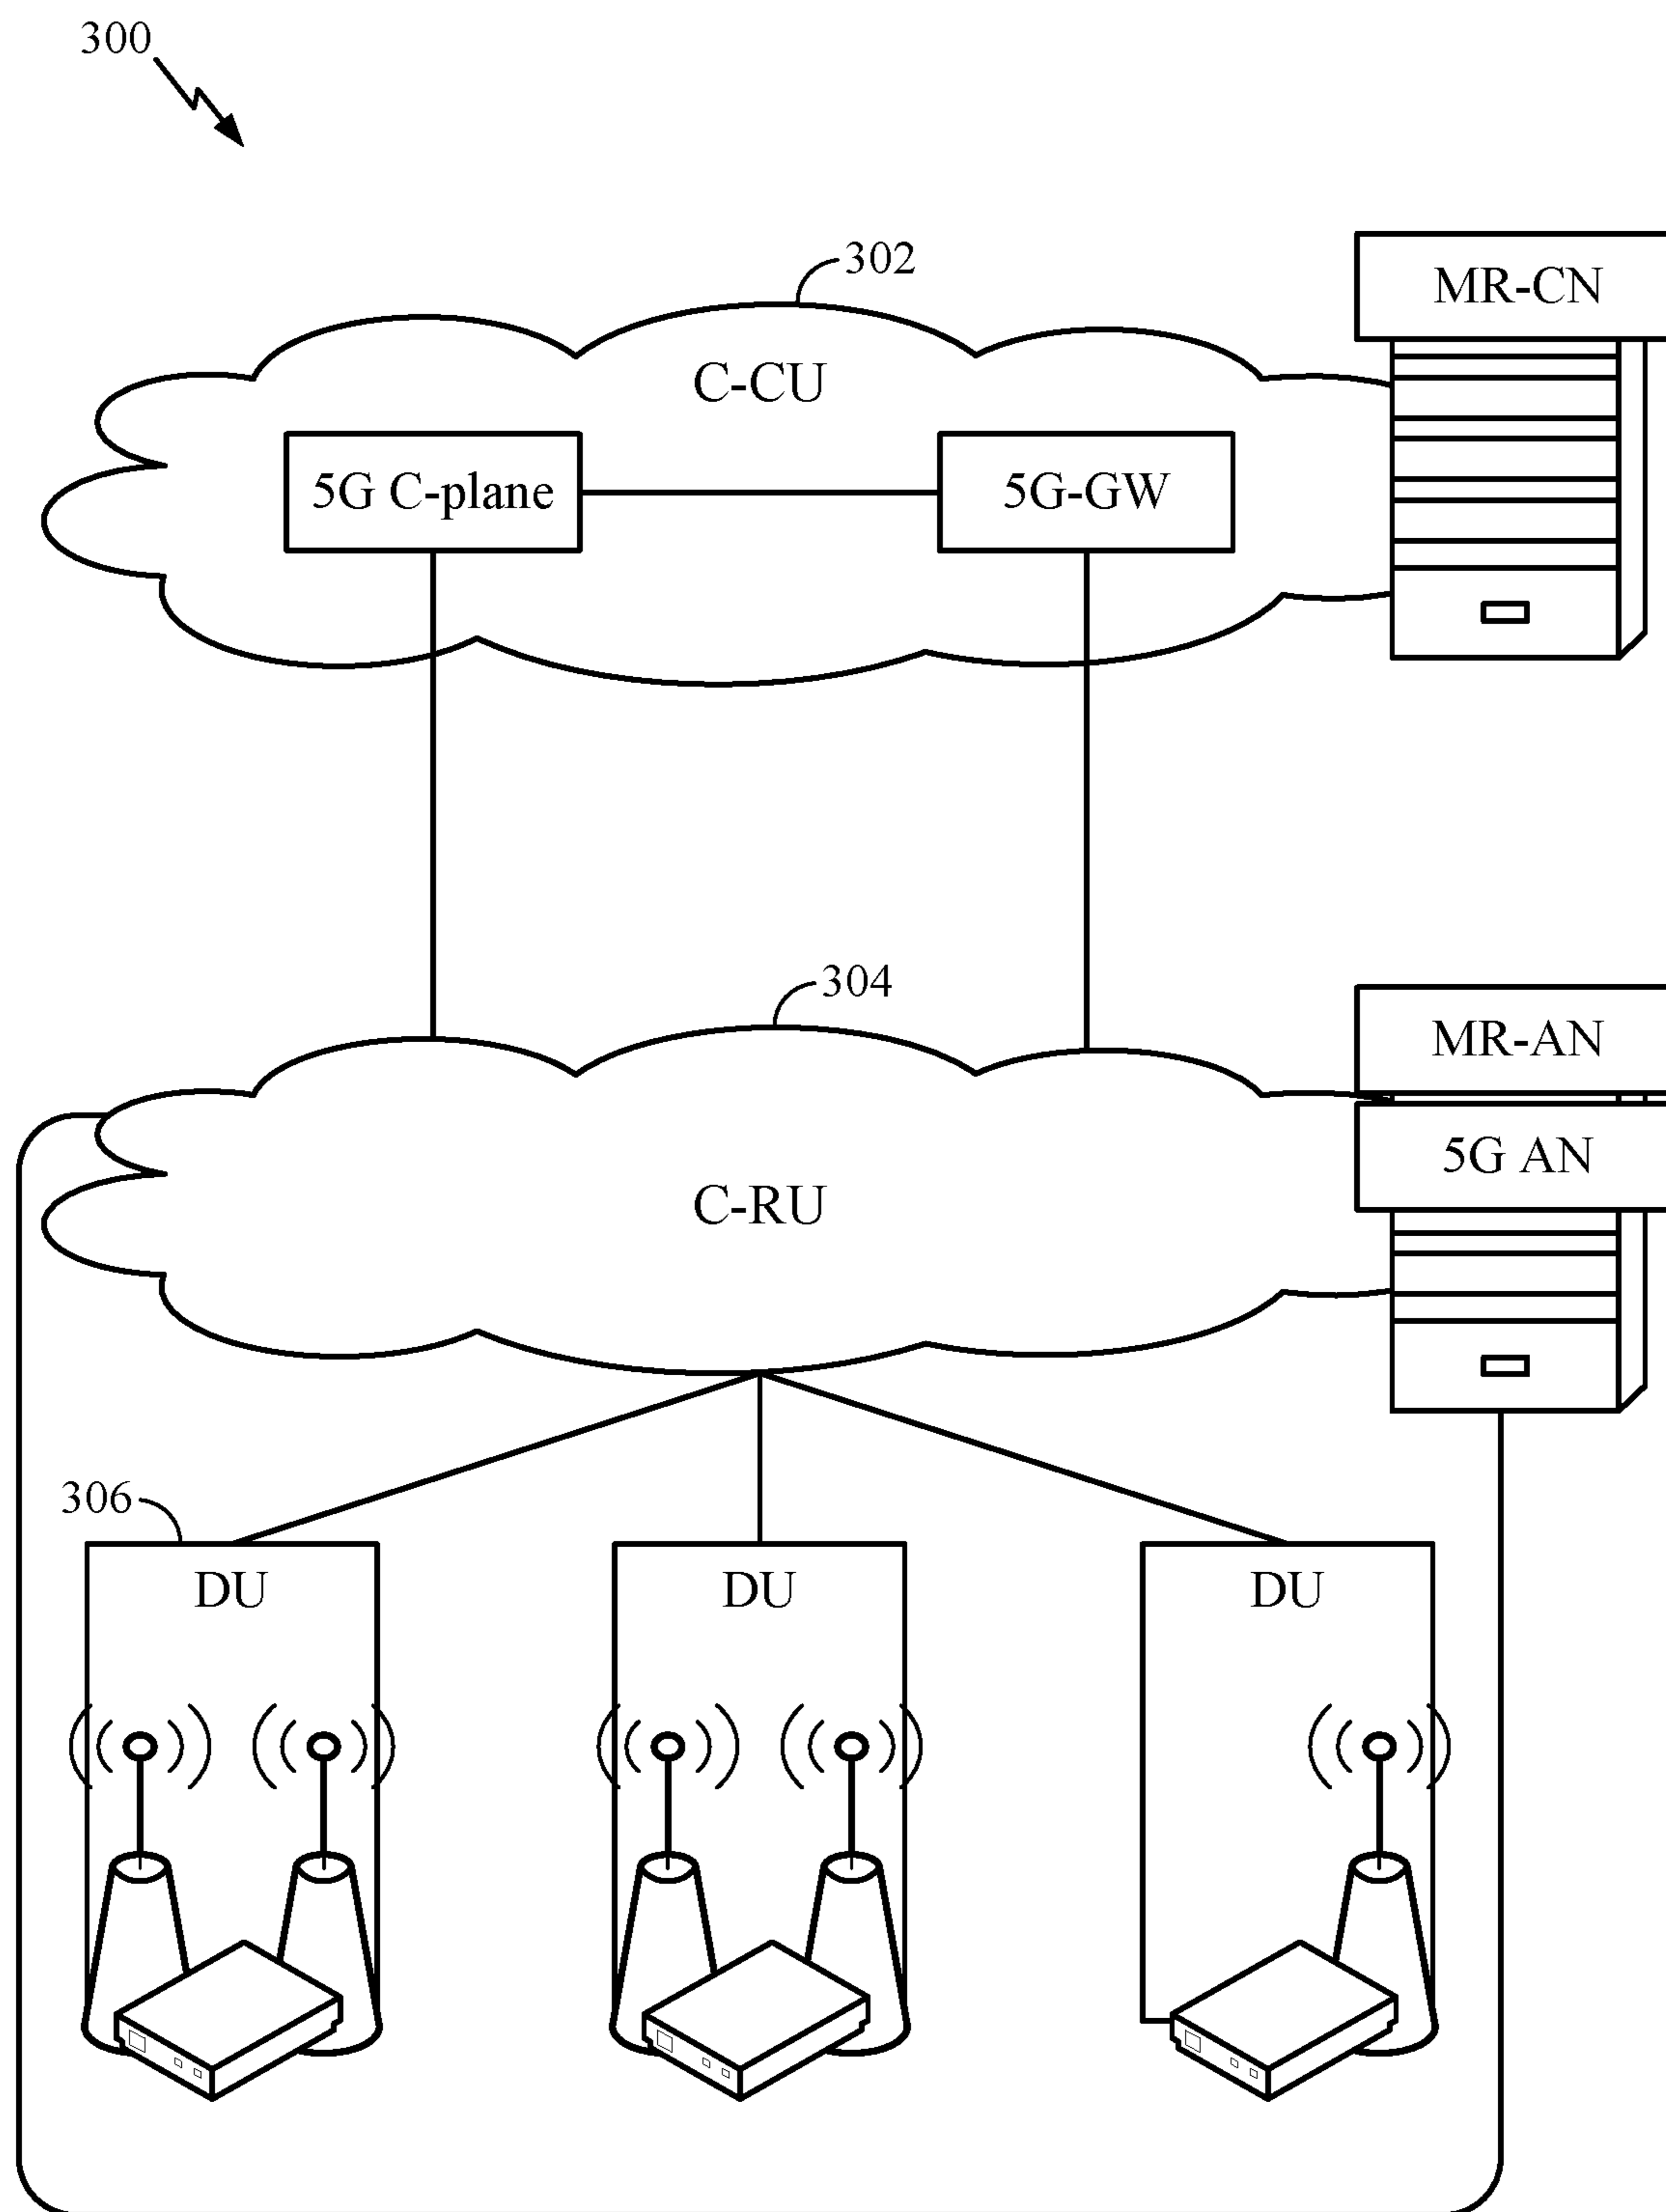 300
302
MR-CN
C-CU
5G C-plane
5G-GW
304
MR-AN
5G AN
C-RU
306
DU
DU
DU